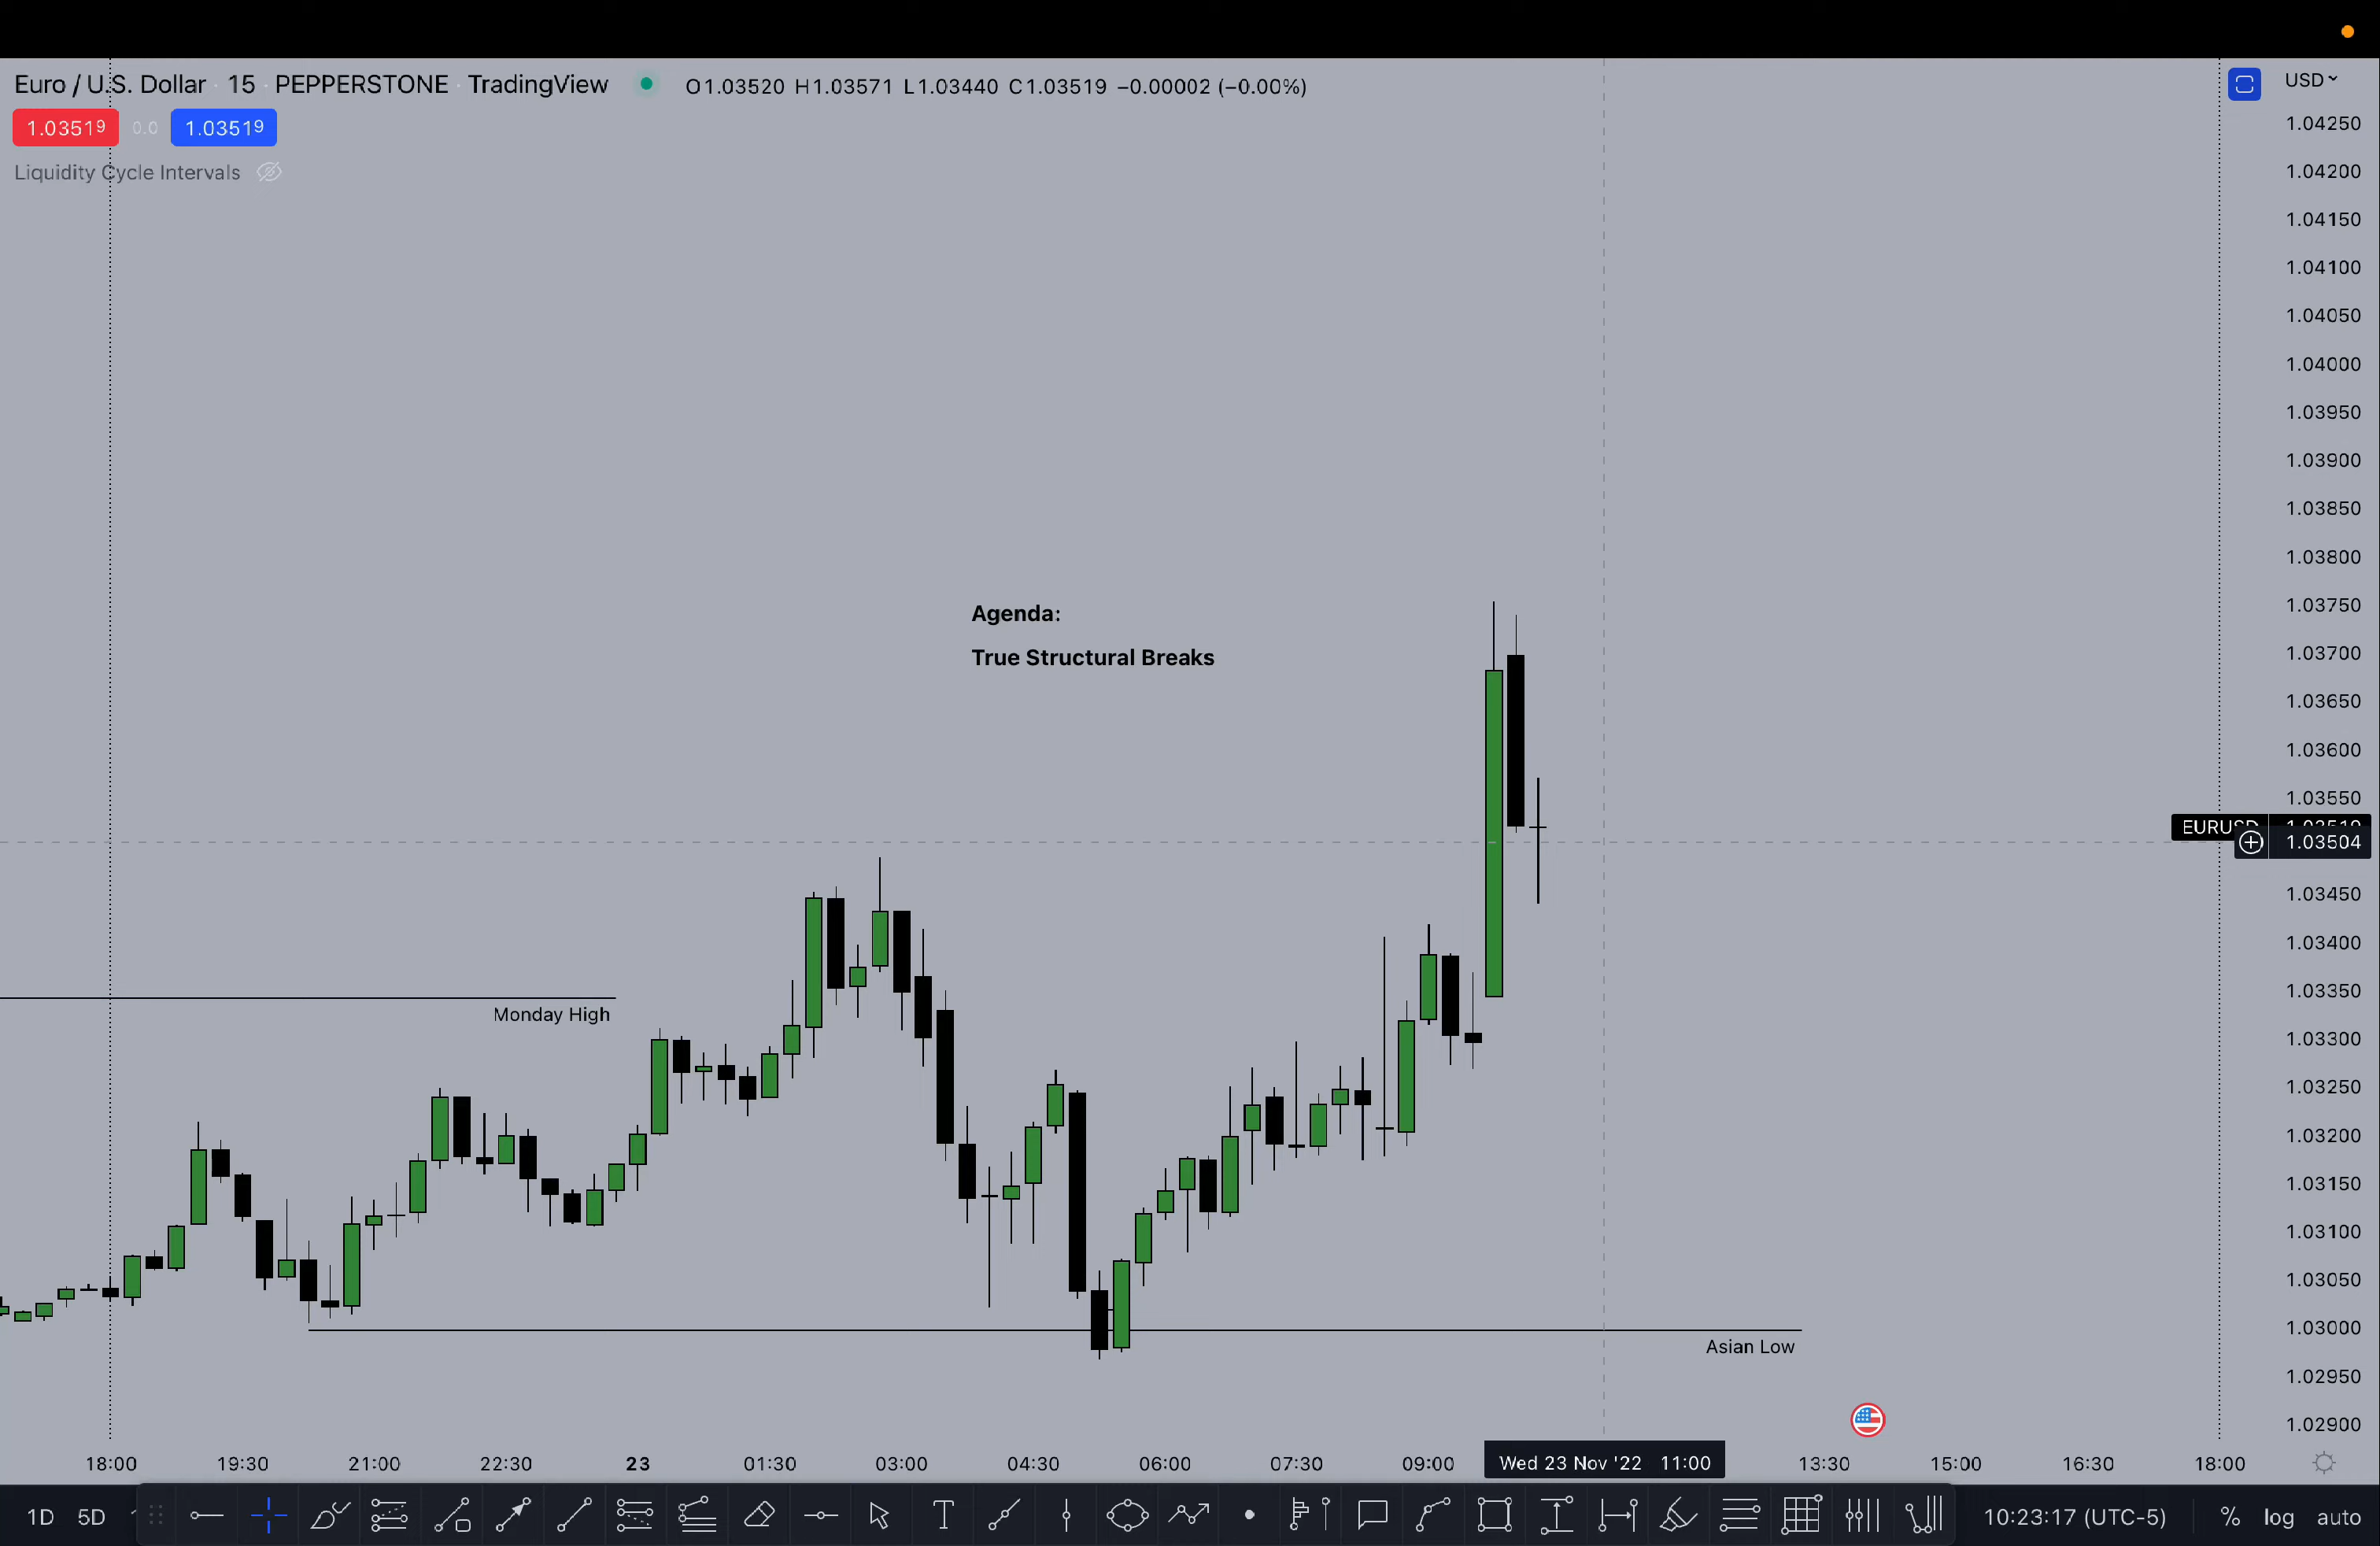 Euro / U.S. Dollar · 15 · PEPPERSTONE · TradingView
O1.03520 H1.03571 L1.03440 C1.03519 −0.00002 (−0.00%)
USD
1.03519 0.0 1.03519
Liquidity Cycle Intervals
1.04250
1.04200
1.04150
1.04100
1.04050
1.04000
1.03950
1.03900
1.03850
1.03800
Agenda:
1.03750
True Structural Breaks
1.03700
1.03650
1.03600
1.03550
EURUSD
1.03504
1.03450
1.03400
1.03350
Monday High
1.03300
1.03250
1.03200
1.03150
1.03100
1.03050
1.03000
Asian Low
1.02950
1.02900
18:00 19:30 21:00 22:30 23 01:30 03:00 04:30 06:00 07:30 09:00 Wed 23 Nov '22 11:00 13:30 15:00 16:30 18:00
1D 5D 10:23:17 (UTC-5) % log auto